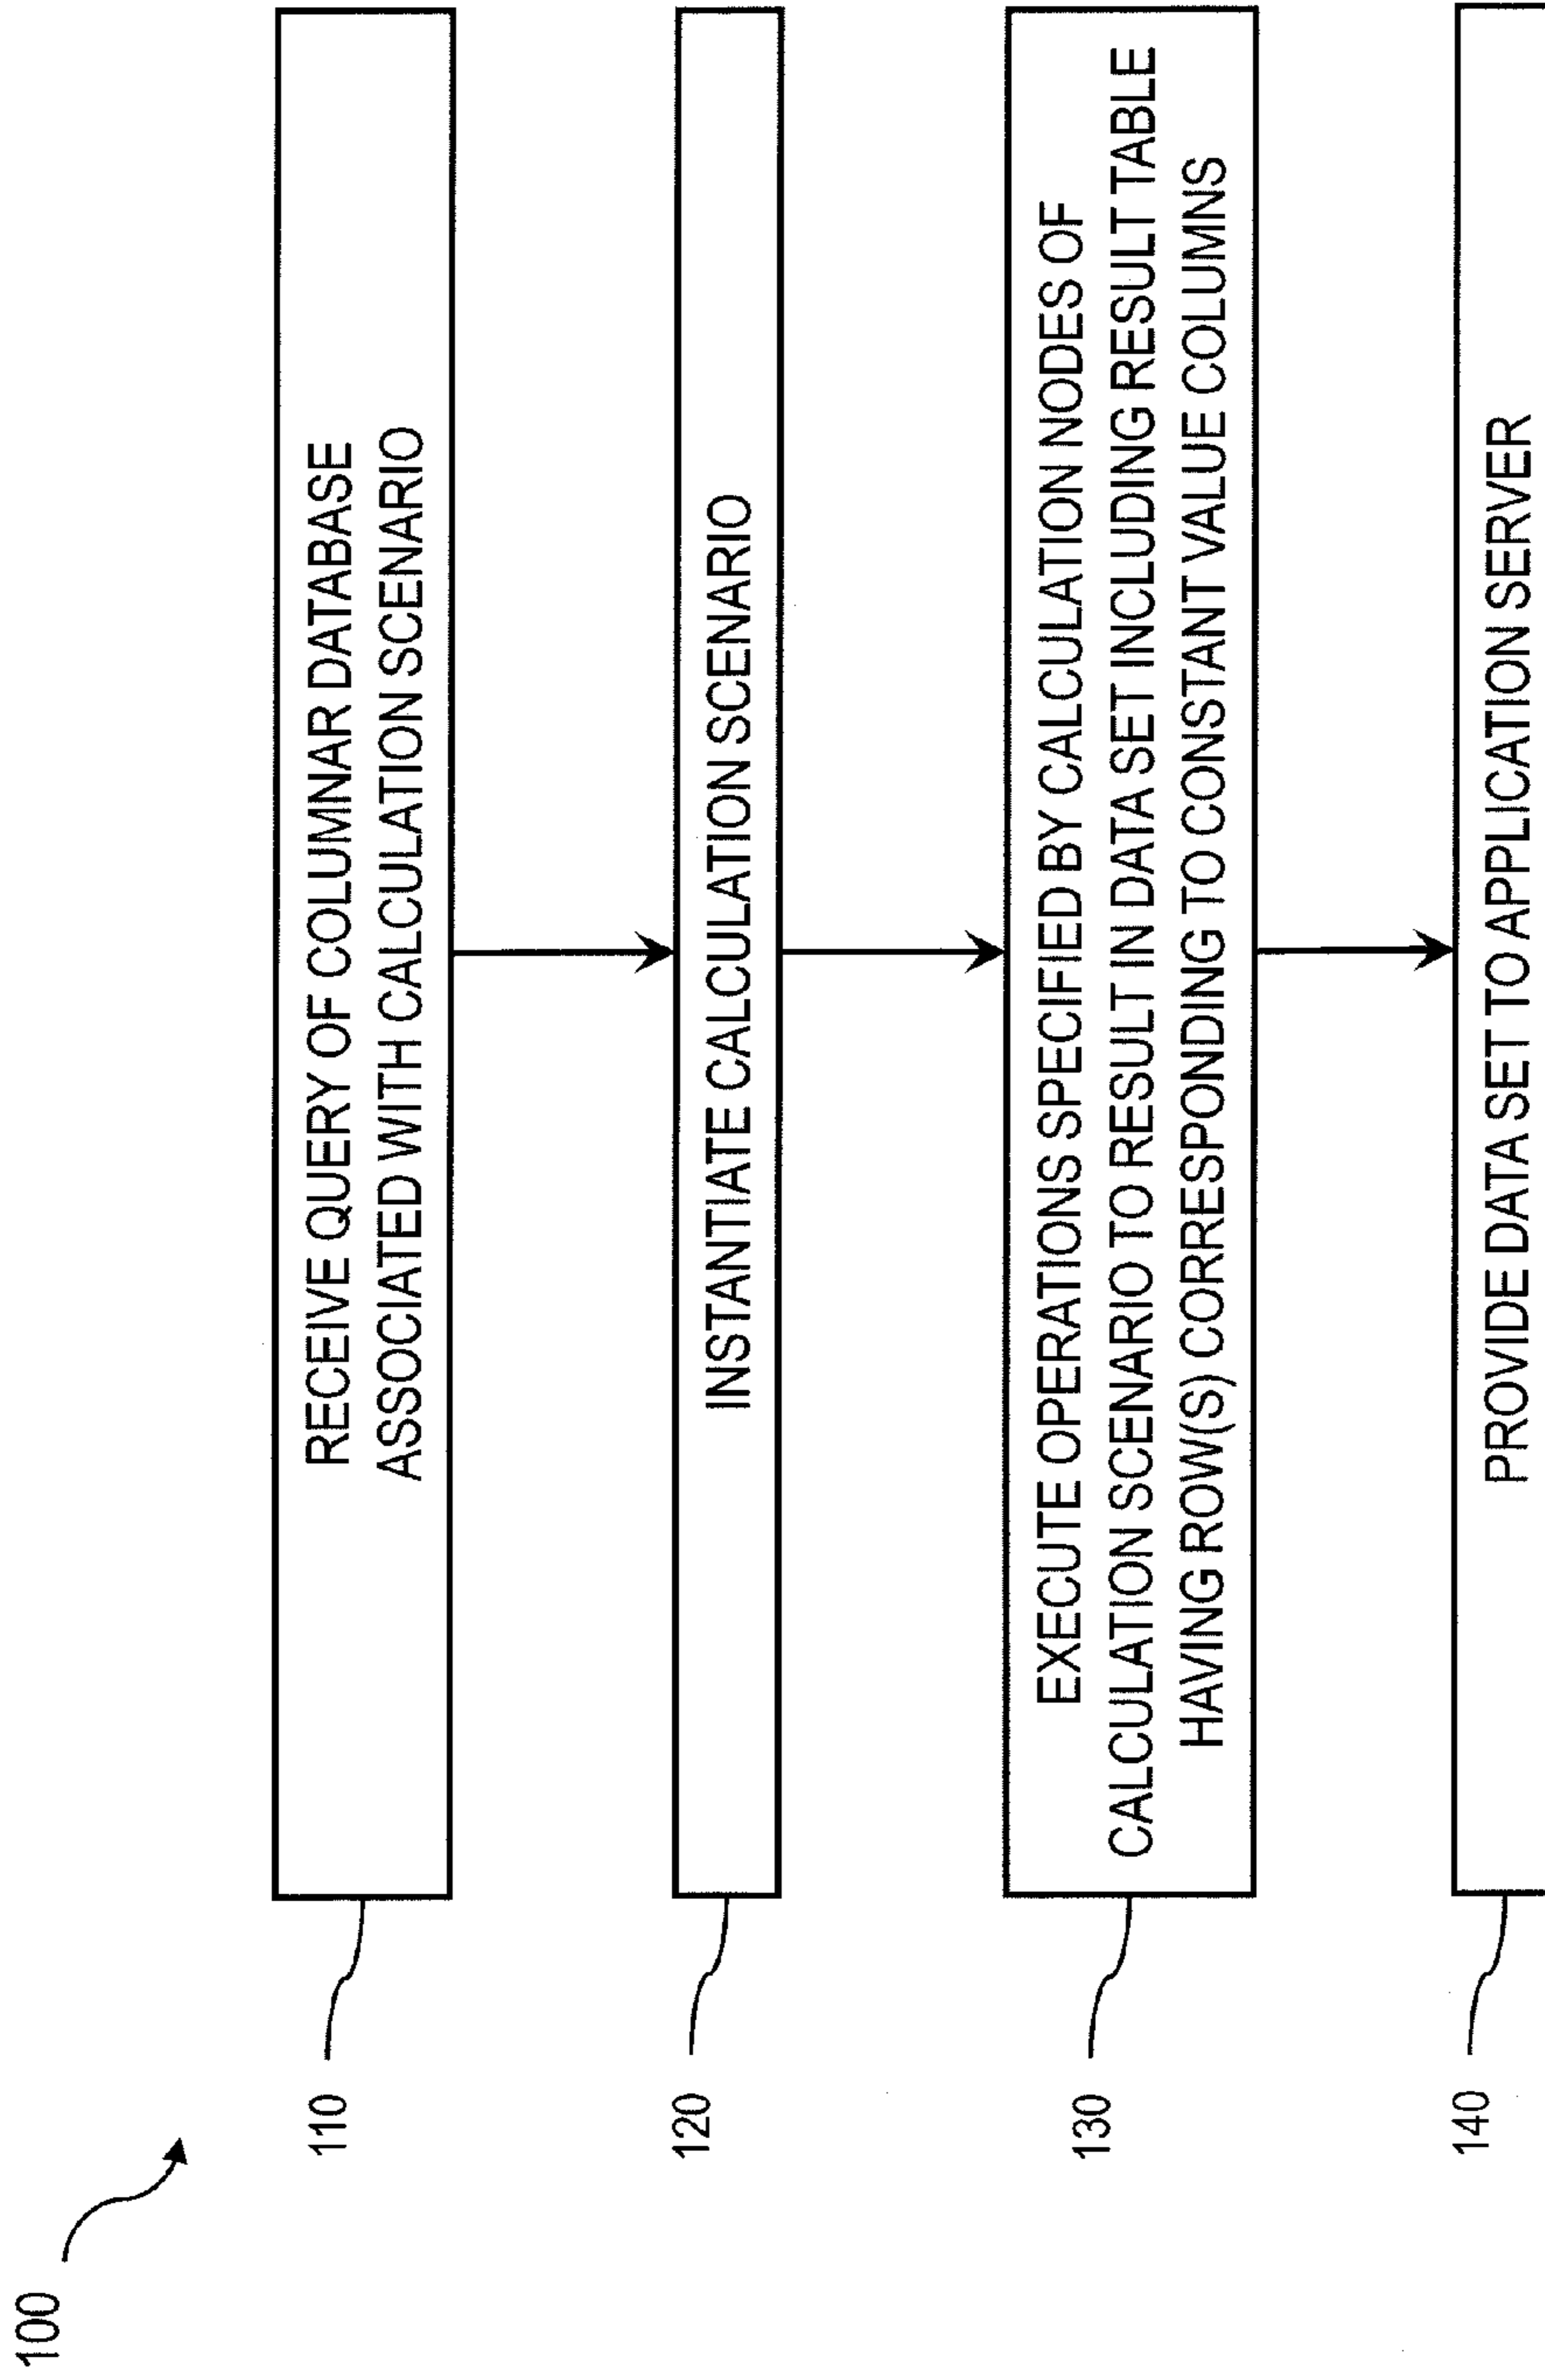 100
110
RECEIVE QUERY OF COLUMNAR DATABASE
ASSOCIATED WITH CALCULATION SCENARIO
120
INSTANTIATE CALCULATION SCENARIO
130
EXECUTE OPERATIONS SPECIFIED BY CALCULATION NODES OF
CALCULATION SCENARIO TO RESULT IN DATA SET INCLUDING RESULT TABLE
HAVING ROW(S) CORRESPONDING TO CONSTANT VALUE COLUMNS
140
PROVIDE DATA SET TO APPLICATION SERVER